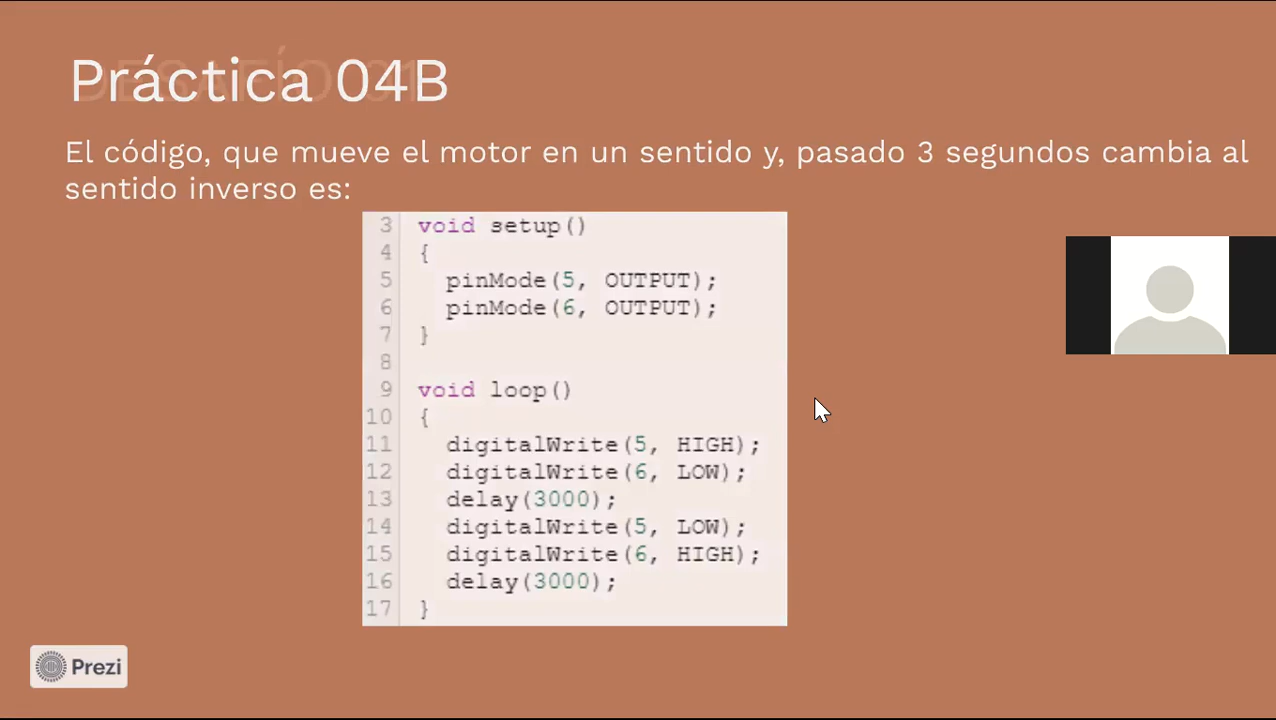 Práctica 04B
DESAFÍO 01
El código, que mueve el motor en un sentido y, pasado 3 segundos cambia al
sentido inverso es:
3 void setup()
4 {
5 pinMode(5, OUTPUT);
6 pinMode(6, OUTPUT);
7 }
8
9 void loop()
10 {
11 digitalWrite(5, HIGH);
12 digitalWrite(6, LOW);
13 delay(3000);
14 digitalWrite(5, LOW);
15 digitalWrite(6, HIGH);
16 delay(3000);
17 }
Prezi